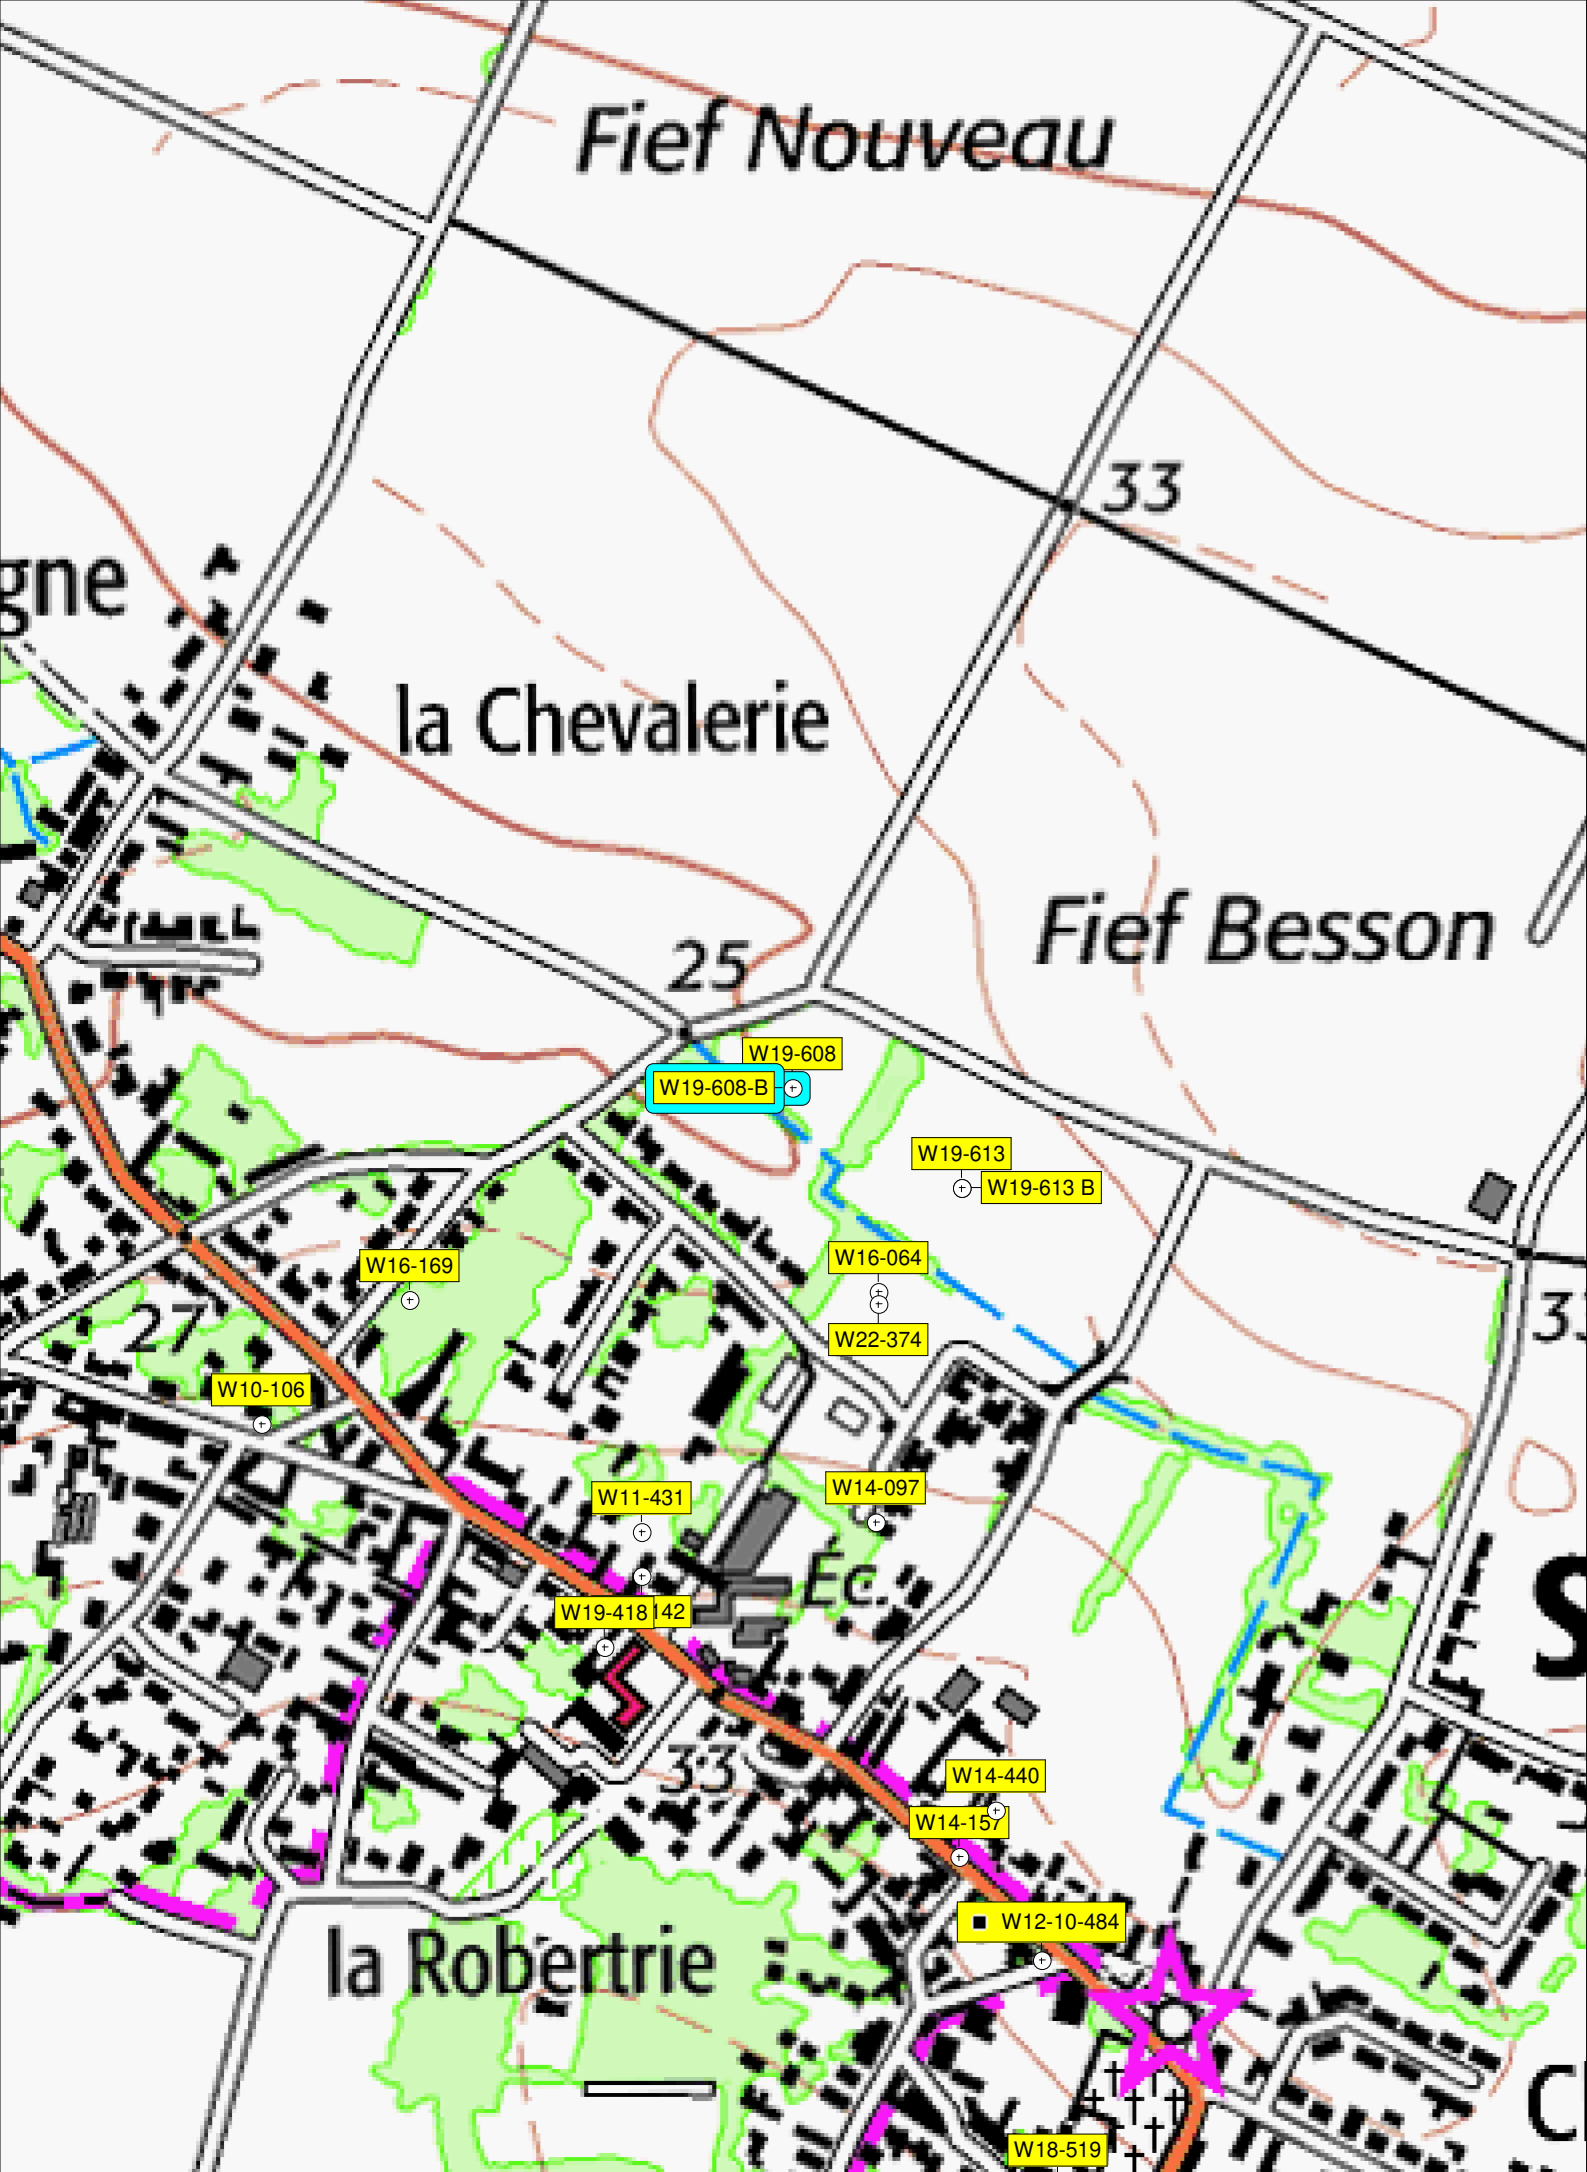 Fief Nouveau
33
gne
la Chevalerie
Fief Besson
25
W19-608
W19-608-B
W19-613
W19-613 B
W16-064
W16-169
27
W22-374
W10-106
W14-097
W11-431
Éc.
W19-418
142
33
W14-440
W14-157
W12-10-484
la Robertrie
W18-519